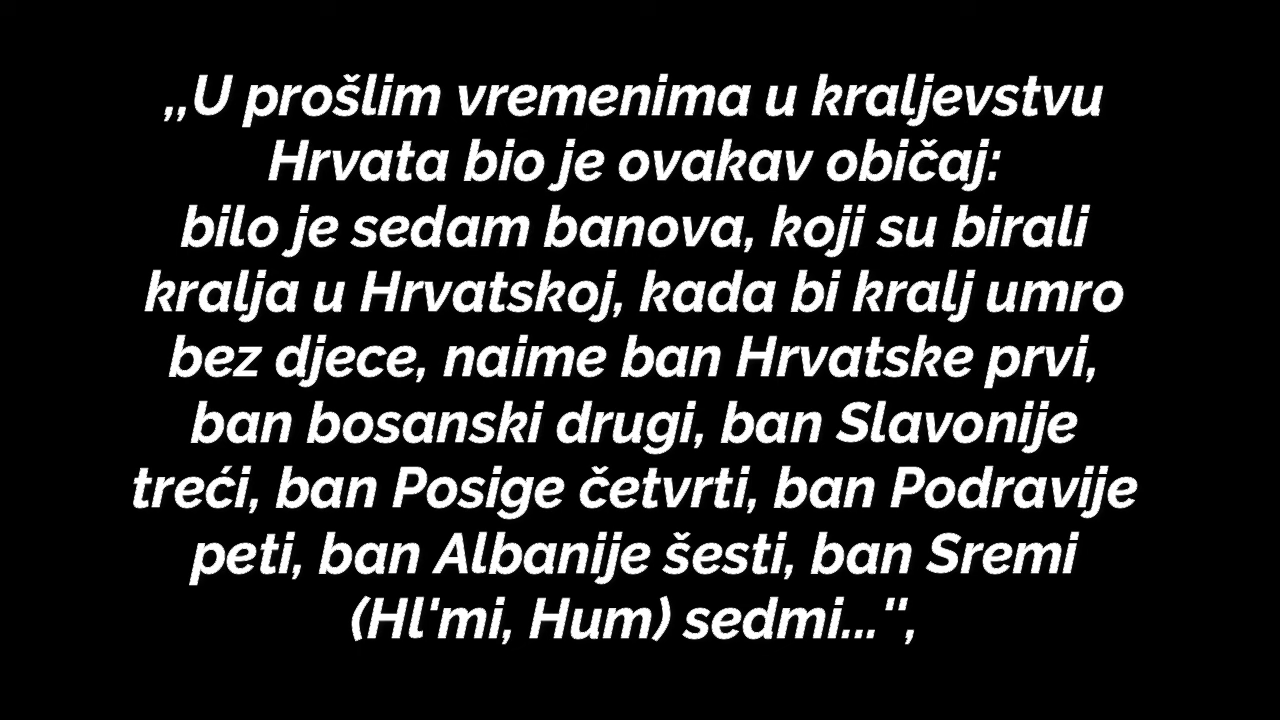 ,,U prošlim vremenima u kraljevstvu
Hrvata bio je ovakav običaj:
bilo je sedam banova, koji su birali
kralja u Hrvatskoj, kada bi kralj umro
bez djece, naime ban Hrvatske prvi,
ban bosanski drugi, ban Slavonije
treći, ban Posige četvrti, ban Podravije
peti, ban Albanije šesti, ban Sremi
(Hl'mi, Hum) sedmi...",